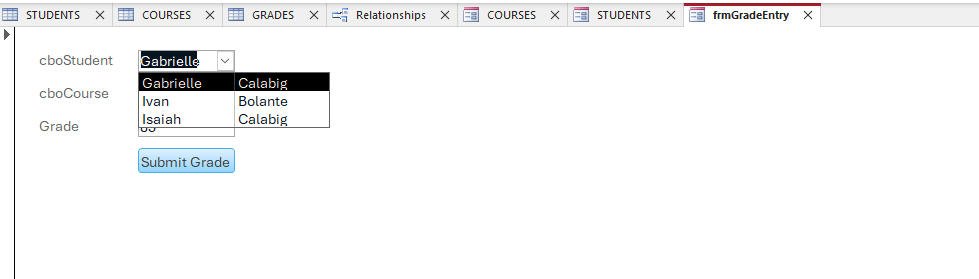 STUDENTS COURSES GRADES Relationships COURSES STUDENTS frmGradeEntry
cboStudent Gabrielle
Gabrielle Calabig
cboCourse
Ivan Bolante
Isaiah Calabig
Grade
Submit Grade